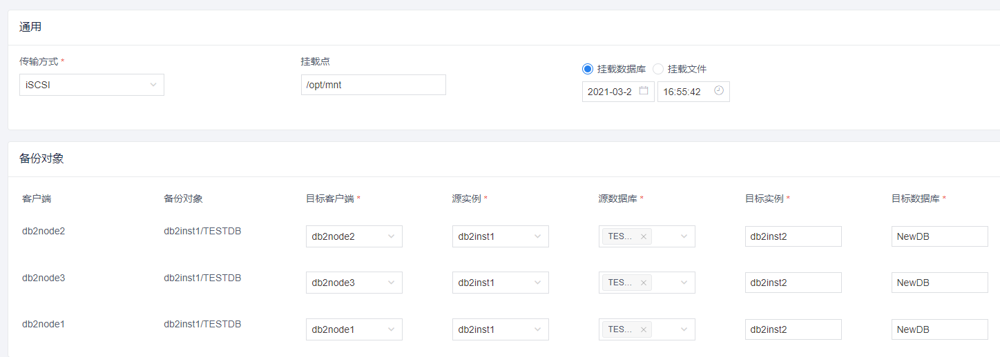 通用
传输方式 * 挂载点 挂载数据库 挂载文件
iSCSI /opt/mnt 2021-03-2 16:55:42
备份对象
客户端 备份对象 目标客户端 * 源实例 * 源数据库 * 目标实例 * 目标数据库 *
db2node2 db2inst1/TESTDB db2node2 db2inst1 TES... × db2inst2 NewDB
db2node3 db2inst1/TESTDB db2node3 db2inst1 TES... × db2inst2 NewDB
db2node1 db2inst1/TESTDB db2node1 db2inst1 TES... × db2inst2 NewDB